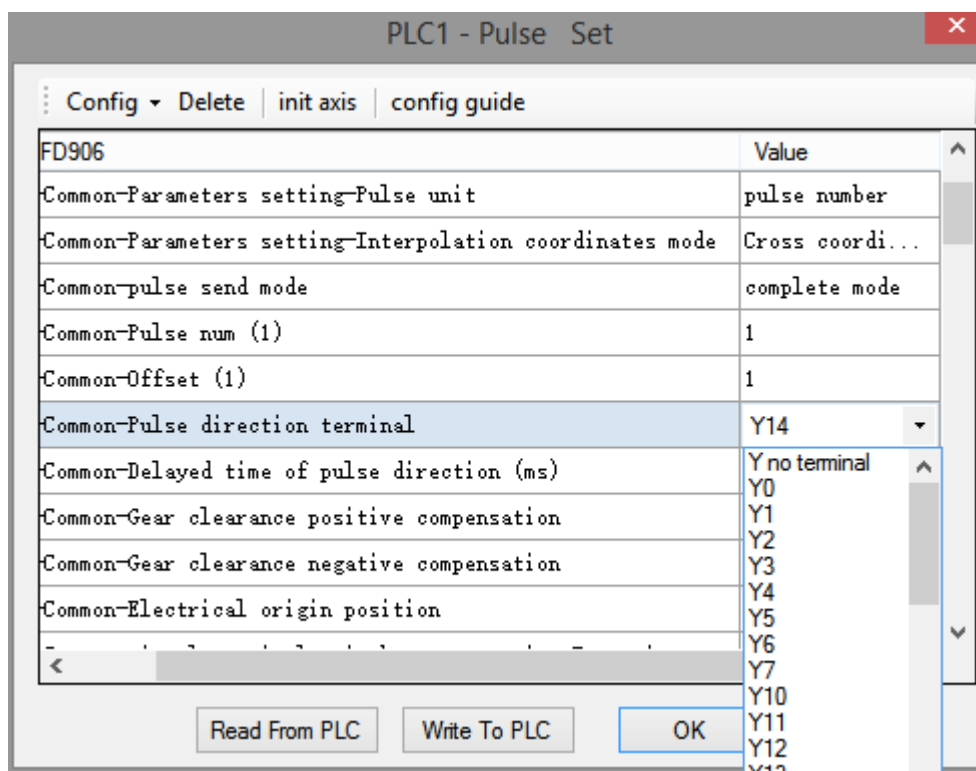 PLC1 - Pulse Set
Config Delete init axis config guide
FD906 Value
Common-Parameters setting-Pulse unit pulse number
Common-Parameters setting-Interpolation coordinates mode Cross coordi...
Common-pulse send mode complete mode
Common-Pulse num (1) 1
Common-Offset (1) 1
Common-Pulse direction terminal Y14
Common-Delayed time of pulse direction (ms)
Common-Gear clearance positive compensation
Common-Gear clearance negative compensation
Common-Electrical origin position
Y no terminal
Y0
Y1
Y2
Y3
Y4
Y5
Y6
Y7
Y10
Y11
Y12
Read From PLC Write To PLC OK